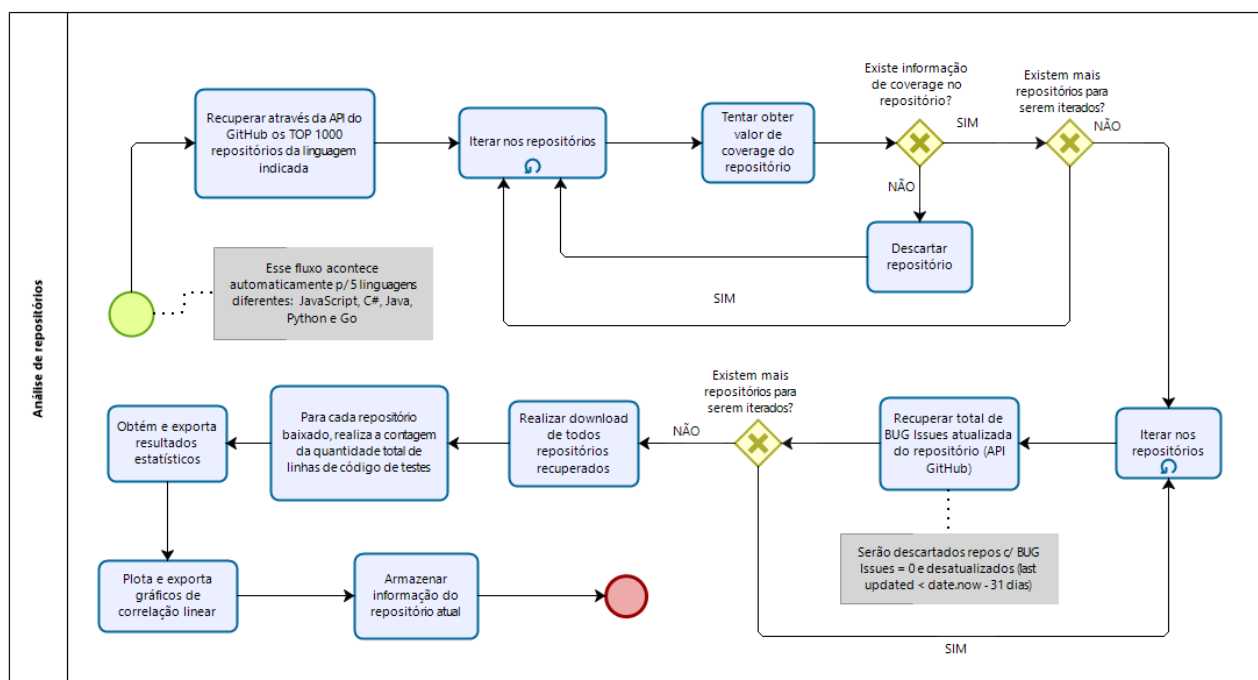 Análise de repositórios
Recuperar através da API do
GitHub os TOP 1000
repositórios da linguagem
indicada
Iterar nos repositórios
Tentar obter
valor de
coverage do
repositório
Existe informação
de coverage no
repositório?
SIM
Existem mais
repositórios para
serem iterados?
NÃO
NÃO
Descartar
repositório
SIM
Esse fluxo acontece
automaticamente p/ 5 linguagens
diferentes: JavaScript, C#, Java,
Python e Go
Iterar nos
repositórios
Recuperar total de
BUG Issues atualizada
do repositório (API
GitHub)
Serão descartados repos c/ BUG
Issues = 0 e desatualizados (last
updated < date.now - 31 dias)
Existem mais
repositórios para
serem iterados?
NÃO
SIM
Realizar download
de todos
repositórios
recuperados
Para cada repositório
baixado, realiza a contagem
da quantidade total de
linhas de código de testes
Obtém e exporta
resultados
estatísticos
Plota e exporta
gráficos de
correlação linear
Armazenar
informação do
repositório atual